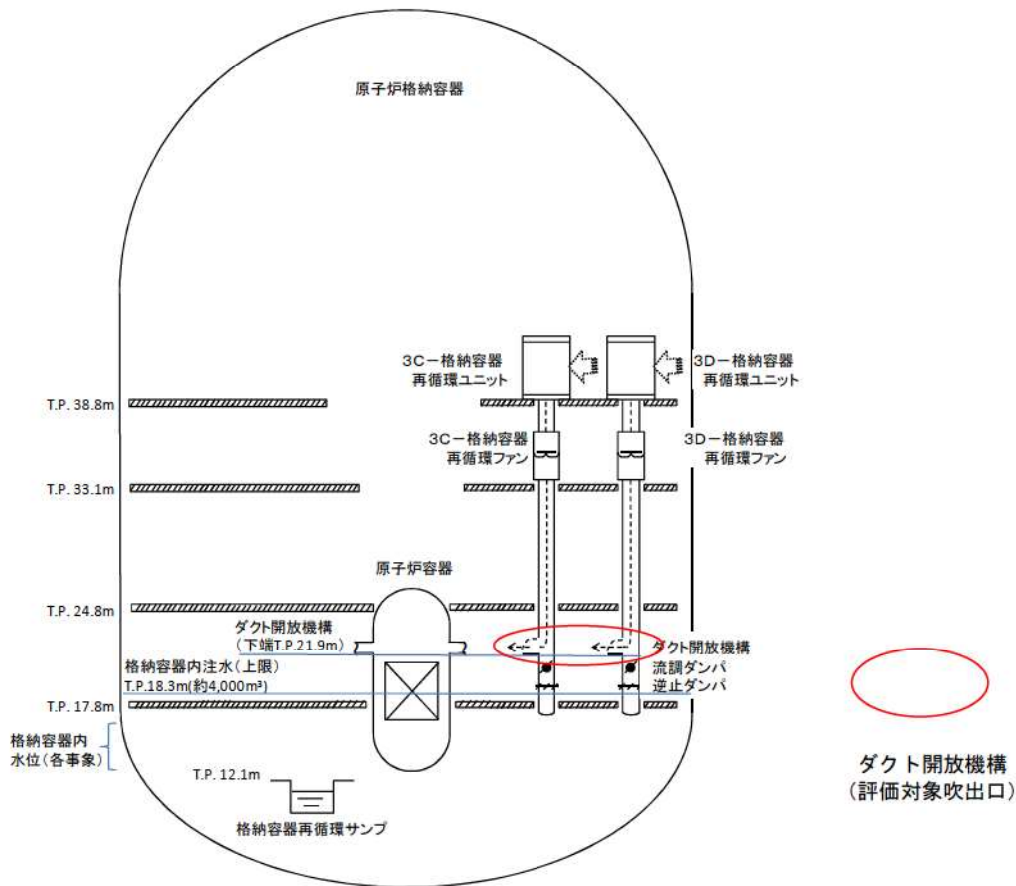 原子炉格納容器
3C－格納容器
再循環ユニット
3D－格納容器
再循環ユニット
T.P. 38.8m
3C－格納容器
再循環ファン
3D－格納容器
再循環ファン
T.P. 33.1m
原子炉容器
T.P. 24.8m
ダクト開放機構
（下端T.P.21.9m）
ダクト開放機構
流調ダンパ
逆止ダンパ
格納容器内注水（上限）
T.P.18.3m(約4,000m³)
T.P. 17.8m
格納容器内
水位（各事象）
T.P. 12.1m
格納容器再循環サンプ
ダクト開放機構
（評価対象吹出口）